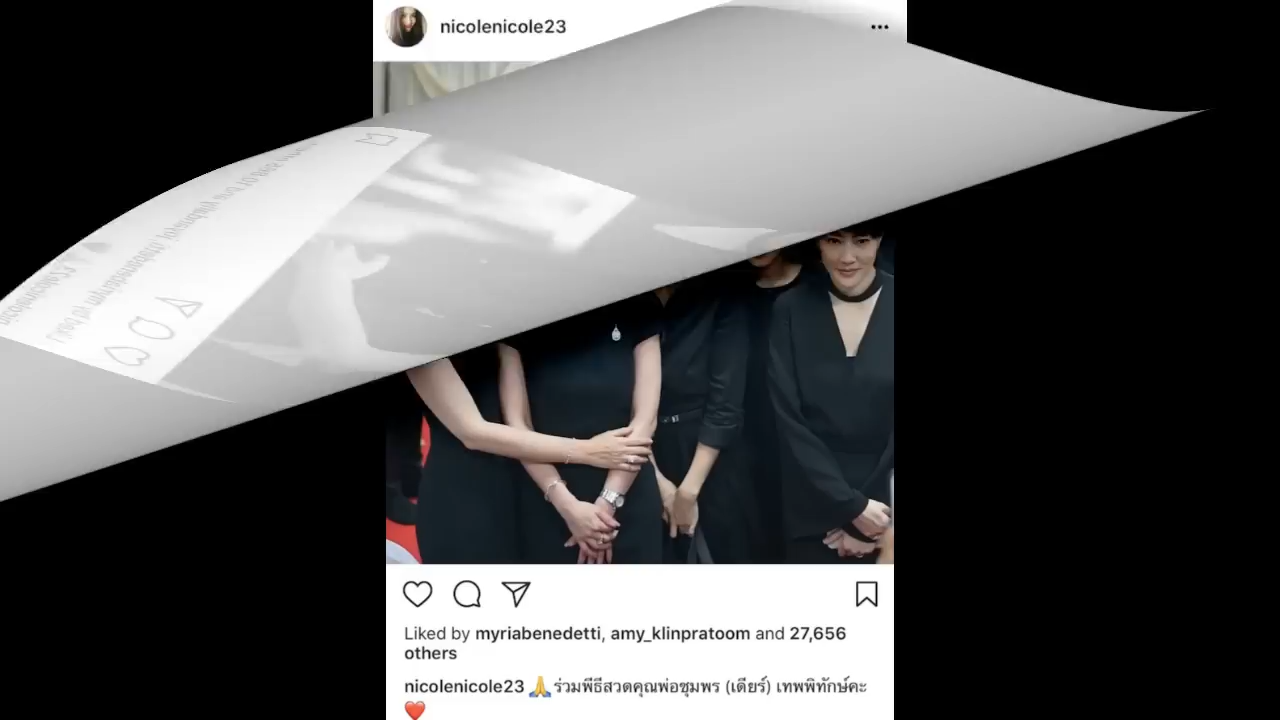 nicolenicole23
Liked by myriabenedetti, amy_klinpratoom and 27,656
others
nicolenicole23 🙏ร่วมพิธีสวดคุณพ่อชุมพร (เดียร์) เทพพิทักษ์คะ
❤️